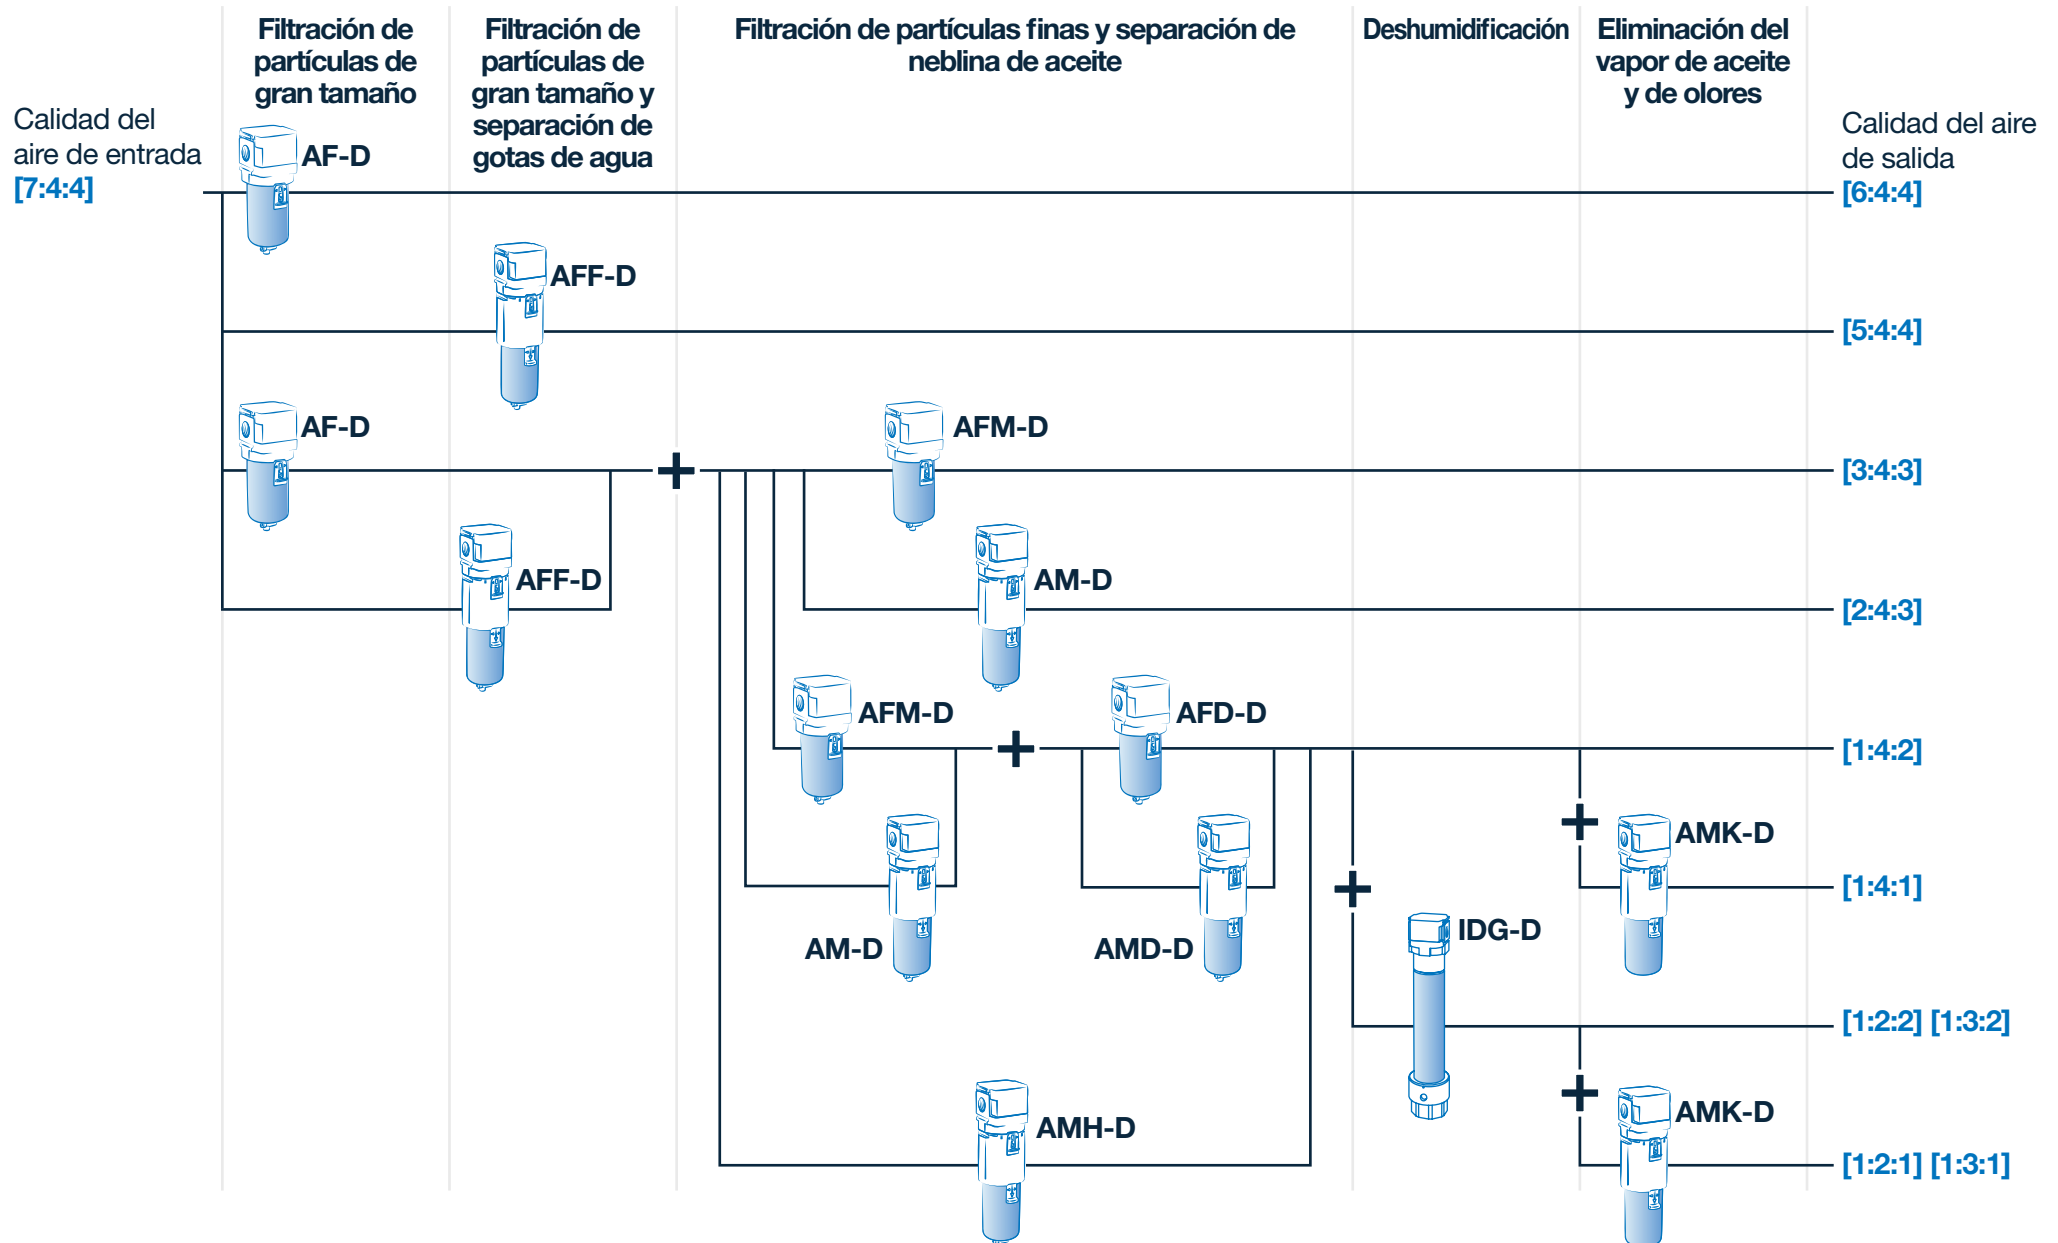 Filtración de
partículas de
gran tamaño
Filtración de
partículas de
gran tamaño y
separación de
gotas de agua
Filtración de partículas finas y separación de
neblina de aceite
Deshumidificación
Eliminación del
vapor de aceite
y de olores
Calidad del
aire de entrada
[7:4:4]
Calidad del aire
de salida
AF-D
[6:4:4]
AFF-D
[5:4:4]
AF-D
AFM-D
[3:4:3]
AFF-D
AM-D
[2:4:3]
AFM-D
AFD-D
[1:4:2]
AMK-D
[1:4:1]
AM-D
AMD-D
IDG-D
[1:2:2] [1:3:2]
AMH-D
AMK-D
[1:2:1] [1:3:1]